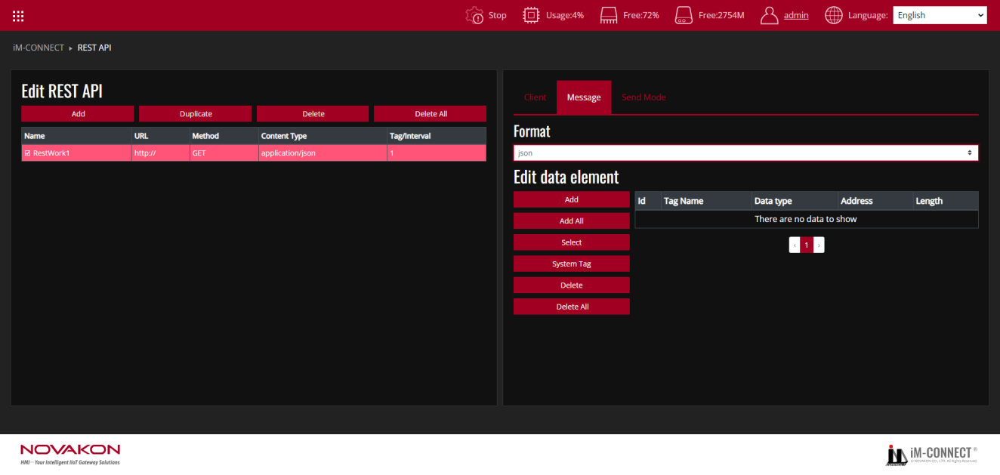 Stop Usage:4% Free:72% Free:2754M admin Language: English
iM-CONNECT ▸ REST API
Edit REST API
Add Duplicate Delete Delete All
Name URL Method Content Type Tag/Interval
RestWork1 http:// GET application/json 1
Client Message Send Mode
Format
json
Edit data element
Add
Add All
Select
System Tag
Delete
Delete All
Id Tag Name Data type Address Length
There are no data to show
‹ 1 ›
NOVAKON
HMI – Your Intelligent IIoT Gateway Solutions
iM-CONNECT ®
© NOVAKON CO., LTD. All Rights Reserved.